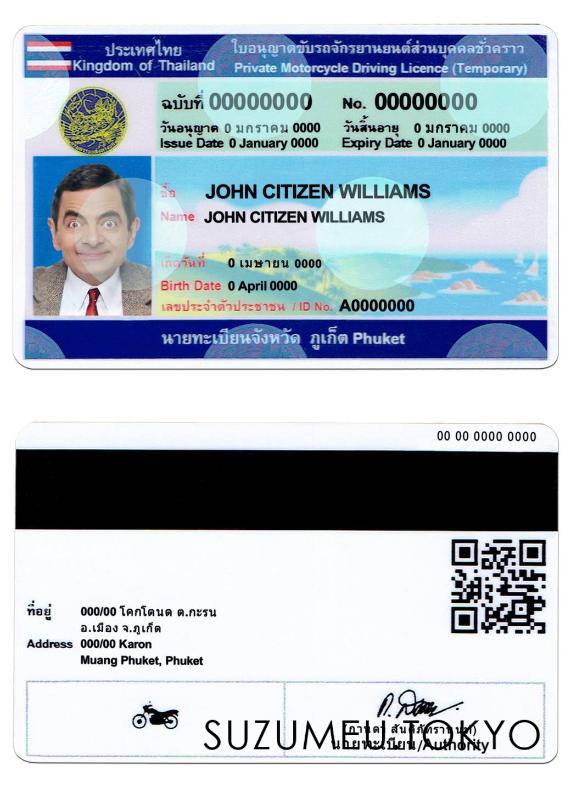 ประเทศไทย
Kingdom of Thailand
ใบอนุญาตขับรถจักรยานยนต์ส่วนบุคคลชั่วคราว
Private Motorcycle Driving Licence (Temporary)
ฉบับที่ 00000000 No. 00000000
วันอนุญาต 0 มกราคม 0000 วันสิ้นอายุ 0 มกราคม 0000
Issue Date 0 January 0000 Expiry Date 0 January 0000
ชื่อ JOHN CITIZEN WILLIAMS
Name JOHN CITIZEN WILLIAMS
เกิดวันที่ 0 เมษายน 0000
Birth Date 0 April 0000
เลขประจำตัวประชาชน / ID No. A0000000
นายทะเบียนจังหวัด ภูเก็ต Phuket
00 00 0000 0000
ที่อยู่ 000/00 โคกโตนด ต.กะรน
อ.เมือง จ.ภูเก็ต
Address 000/00 Karon
Muang Phuket, Phuket
นายทะเบียน/Authority